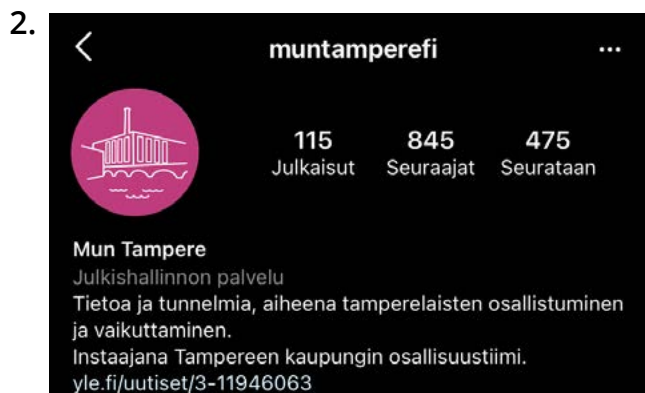 2.
muntamperefi
115 845 475
Julkaisut Seuraajat Seurataan
Mun Tampere
Julkishallinnon palvelu
Tietoa ja tunnelmia, aiheena tamperelaisten osallistuminen
ja vaikuttaminen.
Instaajana Tampereen kaupungin osallisuustiimi.
yle.fi/uutiset/3-11946063